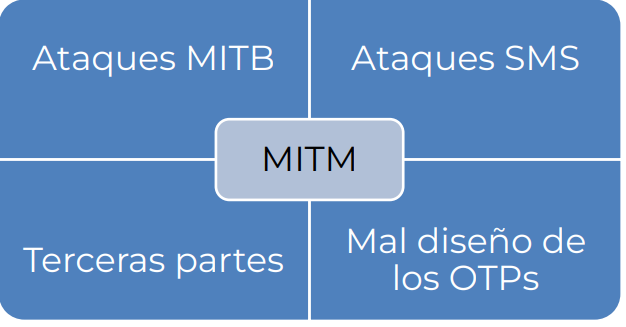 Ataques MITB
Ataques SMS
MITM
Terceras partes
Mal diseño de
los OTPs